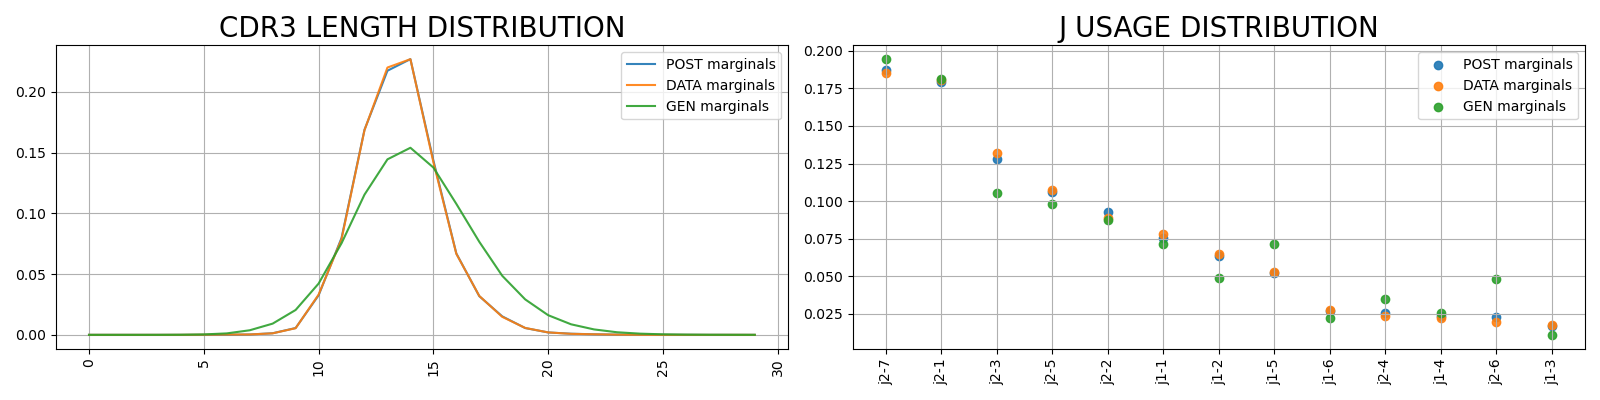 CDR3 LENGTH DISTRIBUTION
POST marginals
DATA marginals
GEN marginals
0.20
0.15
0.10
0.05
0.00
0
5
10
15
20
25
30
J USAGE DISTRIBUTION
POST marginals
DATA marginals
GEN marginals
0.200
0.175
0.150
0.125
0.100
0.075
0.050
0.025
j2-7
j2-1
j2-3
j2-5
j2-2
j1-1
j1-2
j1-5
j1-6
j2-4
j1-4
j2-6
j1-3